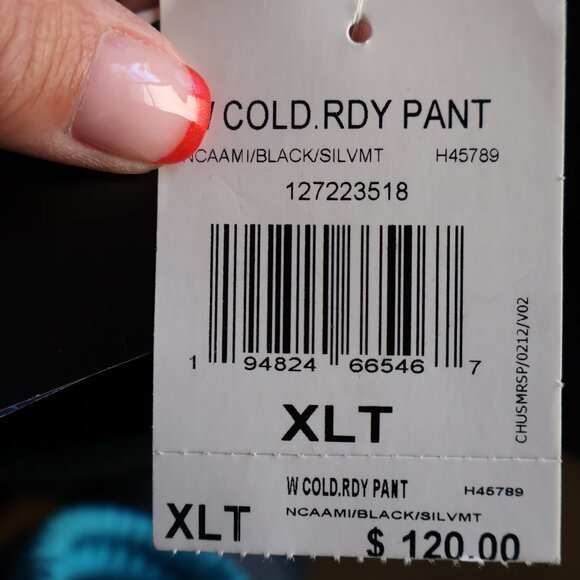 W COLD.RDY PANT
NCAAMI/BLACK/SILVMT H45789
127223518
1 94824 66546 7
XLT
CHUSMRSP/0212/V02
W COLD.RDY PANT H45789
NCAAMI/BLACK/SILVMT
XLT
$ 120.00